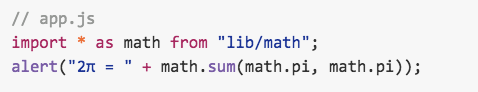 // app.js
import * as math from "lib/math";
alert("2π = " + math.sum(math.pi, math.pi));